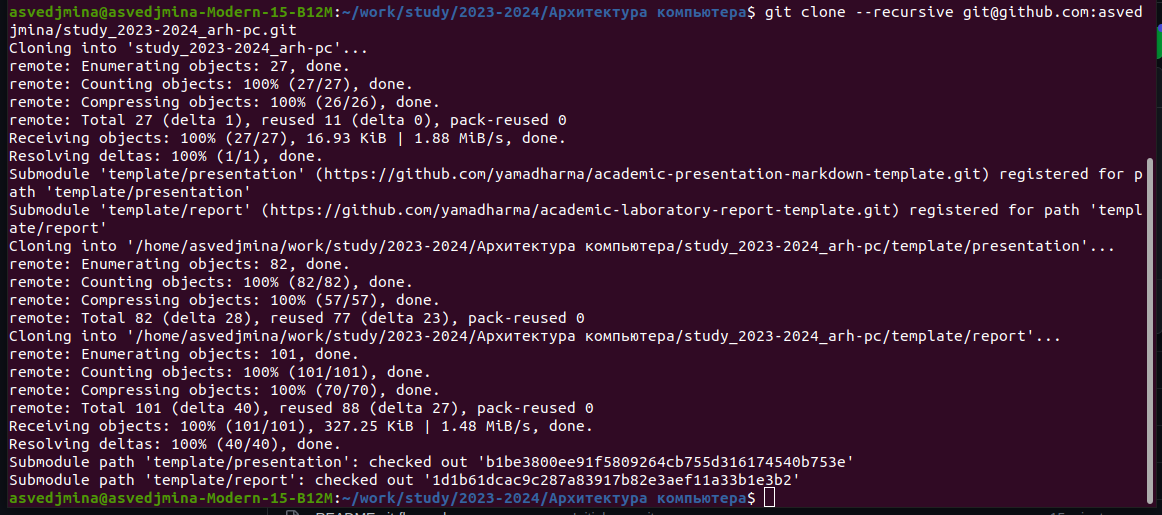 asvedjmina@asvedjmina-Modern-15-B12M:~/work/study/2023-2024/Архитектура компьютера$ git clone --recursive git@github.com:asved
jmina/study_2023-2024_arh-pc.git
Cloning into 'study_2023-2024_arh-pc'...
remote: Enumerating objects: 27, done.
remote: Counting objects: 100% (27/27), done.
remote: Compressing objects: 100% (26/26), done.
remote: Total 27 (delta 1), reused 11 (delta 0), pack-reused 0
Receiving objects: 100% (27/27), 16.93 KiB | 1.88 MiB/s, done.
Resolving deltas: 100% (1/1), done.
Submodule 'template/presentation' (https://github.com/yamadharma/academic-presentation-markdown-template.git) registered for p
ath 'template/presentation'
Submodule 'template/report' (https://github.com/yamadharma/academic-laboratory-report-template.git) registered for path 'templ
ate/report'
Cloning into '/home/asvedjmina/work/study/2023-2024/Архитектура компьютера/study_2023-2024_arh-pc/template/presentation'...
remote: Enumerating objects: 82, done.
remote: Counting objects: 100% (82/82), done.
remote: Compressing objects: 100% (57/57), done.
remote: Total 82 (delta 28), reused 77 (delta 23), pack-reused 0
Cloning into '/home/asvedjmina/work/study/2023-2024/Архитектура компьютера/study_2023-2024_arh-pc/template/report'...
remote: Enumerating objects: 101, done.
remote: Counting objects: 100% (101/101), done.
remote: Compressing objects: 100% (70/70), done.
remote: Total 101 (delta 40), reused 88 (delta 27), pack-reused 0
Receiving objects: 100% (101/101), 327.25 KiB | 1.48 MiB/s, done.
Resolving deltas: 100% (40/40), done.
Submodule path 'template/presentation': checked out 'b1be3800ee91f5809264cb755d316174540b753e'
Submodule path 'template/report': checked out '1d1b61dcac9c287a83917b82e3aef11a33b1e3b2'
asvedjmina@asvedjmina-Modern-15-B12M:~/work/study/2023-2024/Архитектура компьютера$